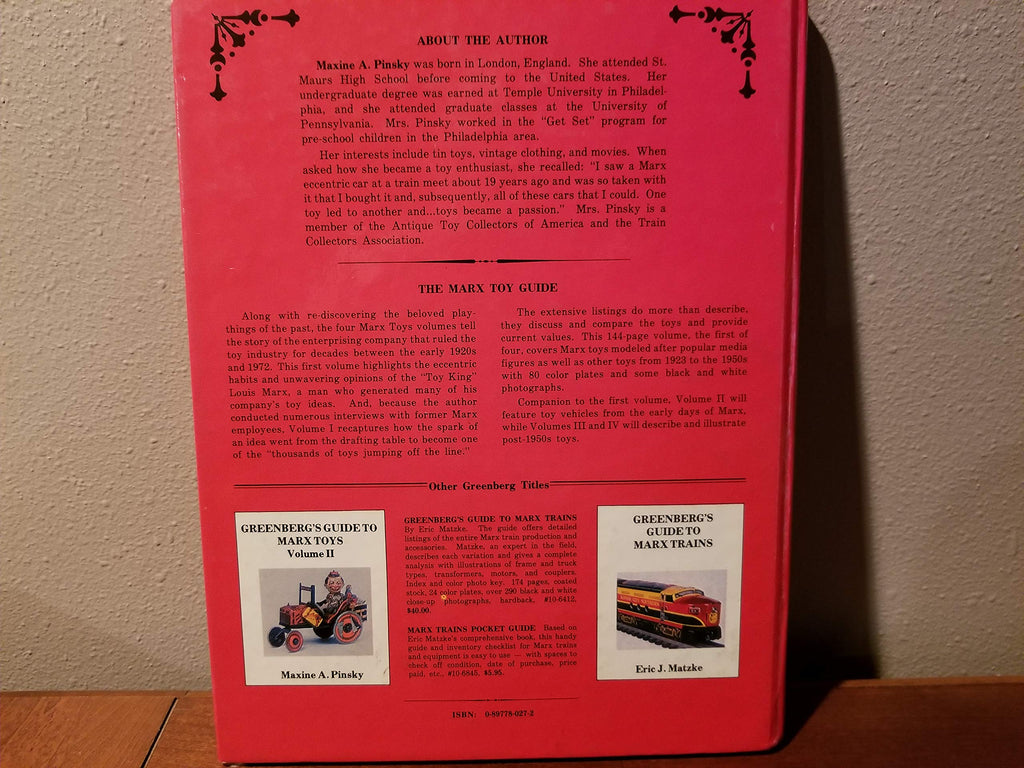 ABOUT THE AUTHOR
Maxine A. Pinsky was born in London, England. She attended St.
Maurs High School before coming to the United States. Her
undergraduate degree was earned at Temple University in Philadel-
phia, and she attended graduate classes at the University of
Pennsylvania. Mrs. Pinsky worked in the "Get Set" program for
pre-school children in the Philadelphia area.
Her interests include tin toys, vintage clothing, and movies. When
asked how she became a toy enthusiast, she recalled: "I saw a Marx
eccentric car at a train meet about 19 years ago and was so taken with
it that I bought it and, subsequently, all of these cars that I could. One
toy led to another and...toys became a passion." Mrs. Pinsky is a
member of the Antique Toy Collectors of America and the Train
Collectors Association.
THE MARX TOY GUIDE
Along with re-discovering the beloved play-
things of the past, the four Marx Toys volumes tell
the story of the enterprising company that ruled the
toy industry for decades between the early 1920s
and 1972. This first volume highlights the eccentric
habits and unwavering opinions of the "Toy King"
Louis Marx, a man who generated many of his
company's toy ideas. And, because the author
conducted numerous interviews with former Marx
employees, Volume I recaptures how the spark of
an idea went from the drafting table to become one
of the "thousands of toys jumping off the line."
The extensive listings do more than describe,
they discuss and compare the toys and provide
current values. This 144-page volume, the first of
four, covers Marx toys modeled after popular media
figures as well as other toys from 1923 to the 1950s
with 80 color plates and some black and white
photographs.
Companion to the first volume, Volume II will
feature toy vehicles from the early days of Marx,
while Volumes III and IV will describe and illustrate
post-1950s toys.
Other Greenberg Titles
GREENBERG'S GUIDE TO
MARX TOYS
Volume II
Maxine A. Pinsky
GREENBERG'S GUIDE TO MARX TRAINS
By Eric Matzke. The guide offers detailed
listings of the entire Marx train production and
accessories. Matzke, an expert in the field,
describes each variation and gives a complete
analysis with illustrations of frame and truck
types, transformers, motors, and couplers.
Index and color photo key. 174 pages, coated
stock, 24 color plates, over 290 black and white
close-up photographs, hardback, #10-6412,
$40.00.
MARX TRAINS POCKET GUIDE Based on
Eric Matzke's comprehensive book, this handy
guide and inventory checklist for Marx trains
and equipment is easy to use — with spaces to
check off condition, date of purchase, price
paid, etc., #10-6845, $5.95.
GREENBERG'S
GUIDE TO
MARX TRAINS
Eric J. Matzke
ISBN: 0-89778-027-2